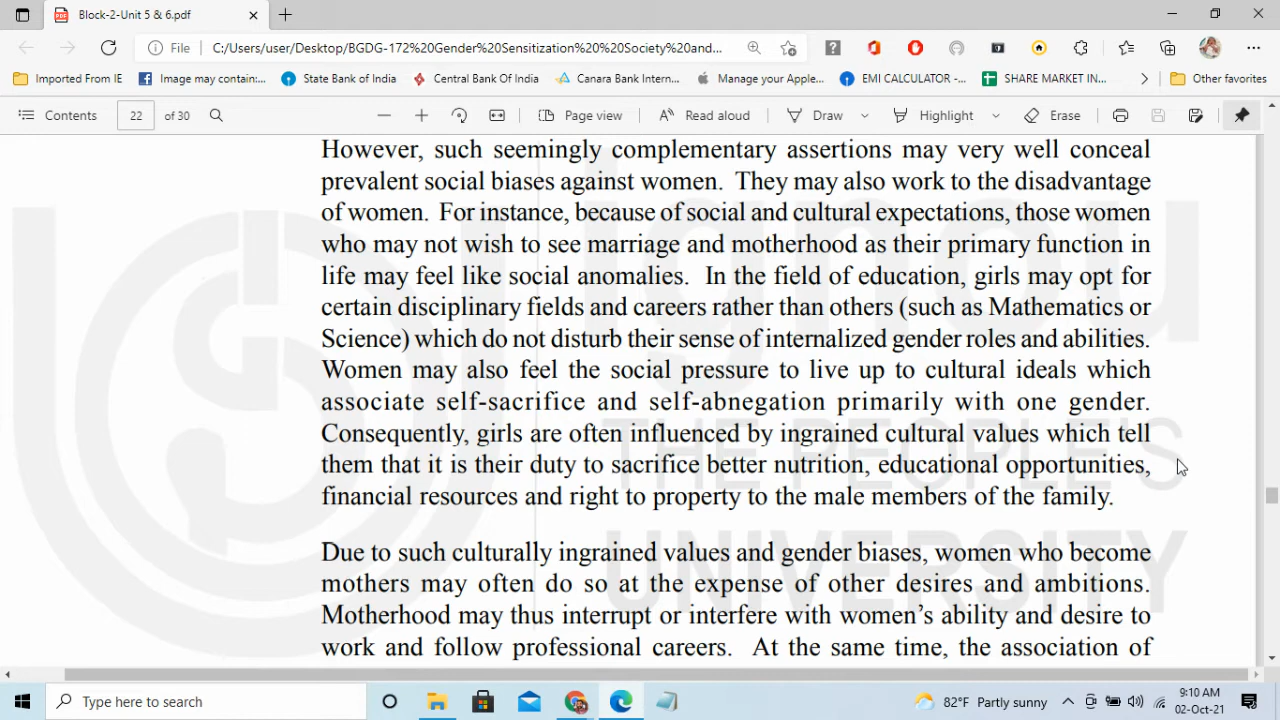 Block-2-Unit 5 & 6.pdf
File
C:/Users/user/Desktop/BGDG-172%20Gender%20Sensitization%20%20Society%20and...
Imported From IE
Image may contain:...
State Bank of India
Central Bank Of India
Canara Bank Intern...
Manage your Apple...
EMI CALCULATOR -...
SHARE MARKET IN...
Other favorites
Contents
22 of 30
Page view
Read aloud
Draw
Highlight
Erase
However, such seemingly complementary assertions may very well conceal
prevalent social biases against women. They may also work to the disadvantage
of women. For instance, because of social and cultural expectations, those women
who may not wish to see marriage and motherhood as their primary function in
life may feel like social anomalies. In the field of education, girls may opt for
certain disciplinary fields and careers rather than others (such as Mathematics or
Science) which do not disturb their sense of internalized gender roles and abilities.
Women may also feel the social pressure to live up to cultural ideals which
associate self-sacrifice and self-abnegation primarily with one gender.
Consequently, girls are often influenced by ingrained cultural values which tell
them that it is their duty to sacrifice better nutrition, educational opportunities,
financial resources and right to property to the male members of the family.
Due to such culturally ingrained values and gender biases, women who become
mothers may often do so at the expense of other desires and ambitions.
Motherhood may thus interrupt or interfere with women's ability and desire to
work and follow professional careers. At the same time, the association of
ignou
THE PEOPLE'S
UNIVERSITY
Type here to search
82°F Partly sunny
9:10 AM
02-Oct-21